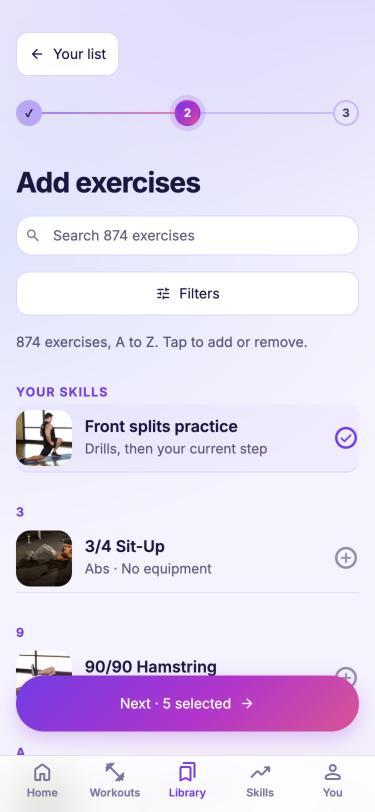 Your list
2
3
Add exercises
Search 874 exercises
Filters
874 exercises, A to Z. Tap to add or remove.
YOUR SKILLS
Front splits practice
Drills, then your current step
3
3/4 Sit-Up
Abs · No equipment
9
90/90 Hamstring
Next · 5 selected →
A
Home
Workouts
Library
Skills
You